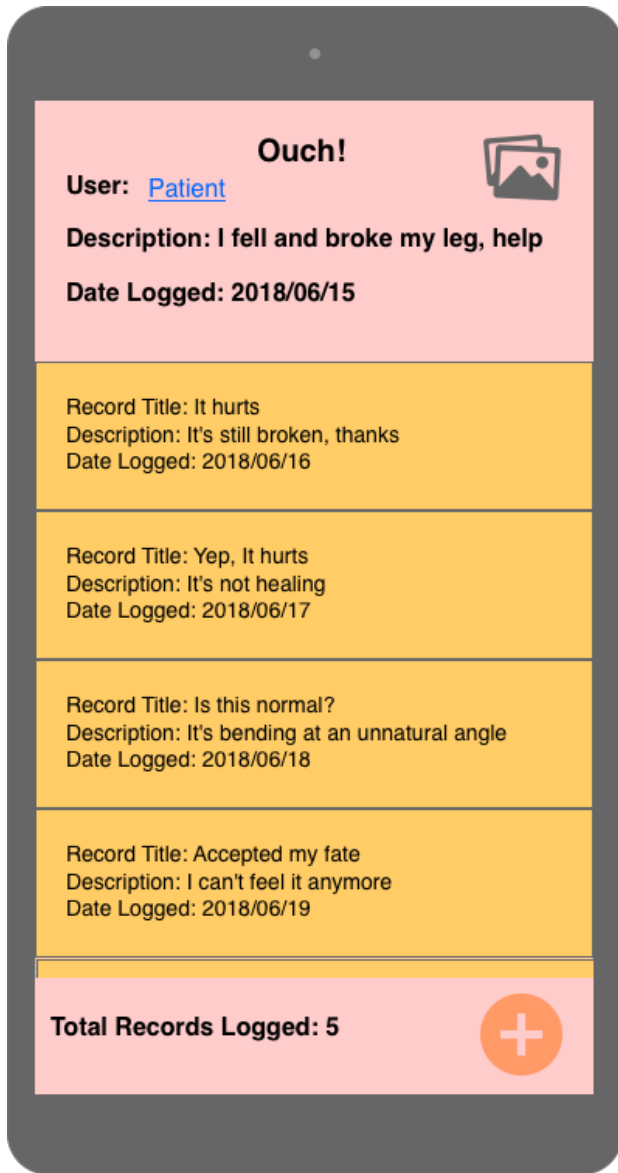 Ouch!
User: Patient
Description: I fell and broke my leg, help
Date Logged: 2018/06/15
Record Title: It hurts
Description: It's still broken, thanks
Date Logged: 2018/06/16
Record Title: Yep, It hurts
Description: It's not healing
Date Logged: 2018/06/17
Record Title: Is this normal?
Description: It's bending at an unnatural angle
Date Logged: 2018/06/18
Record Title: Accepted my fate
Description: I can't feel it anymore
Date Logged: 2018/06/19
Total Records Logged: 5